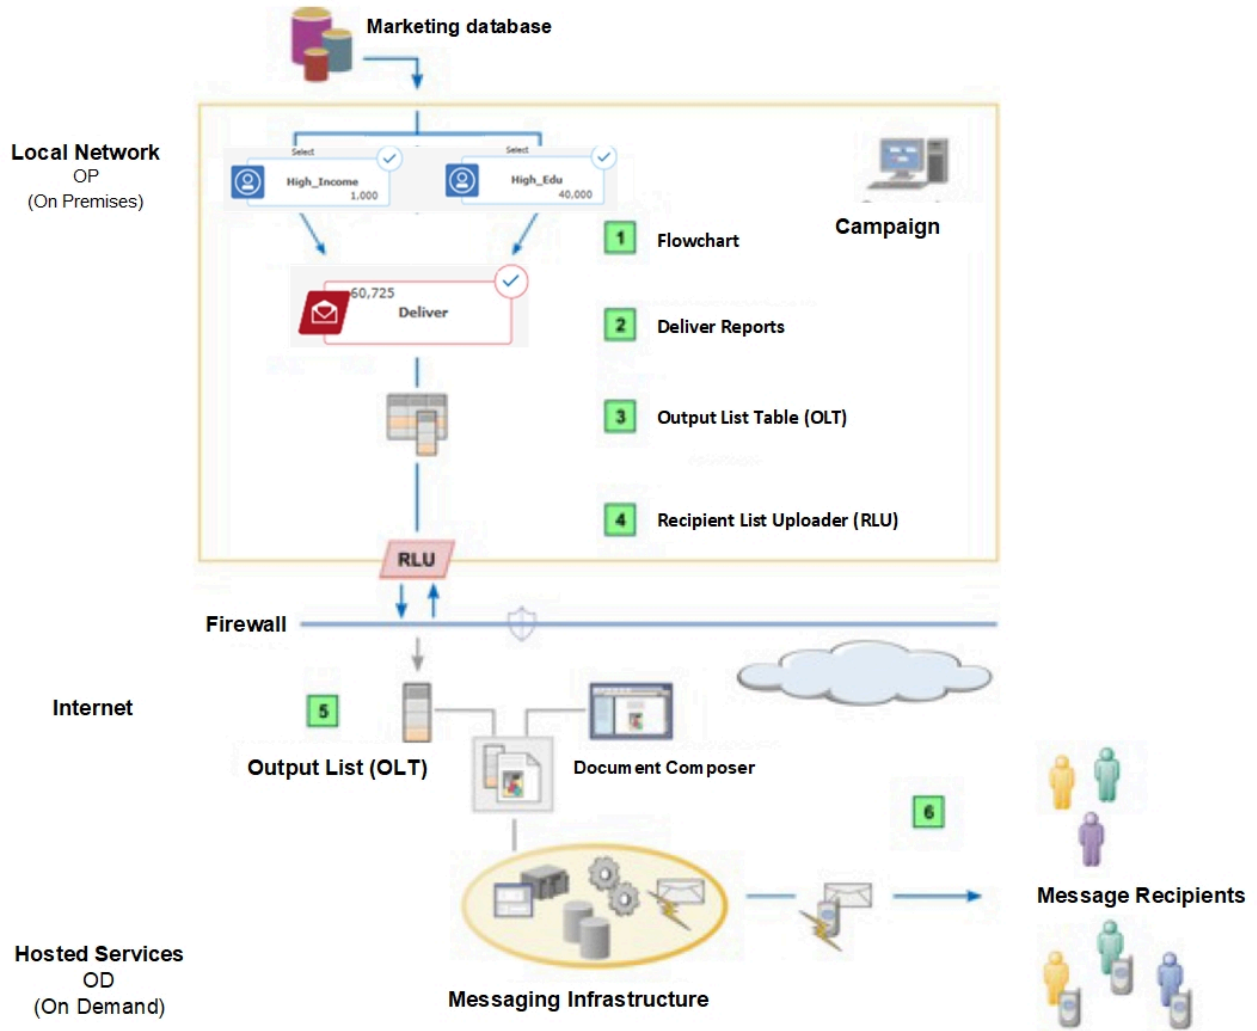 Marketing database
Local Network
OP
(On Premises)
Select
High_Income
1,000
Select
High_Edu
40,000
Campaign
1 Flowchart
60,725
Deliver
2 Deliver Reports
3 Output List Table (OLT)
4 Recipient List Uploader (RLU)
RLU
Firewall
Internet
5
Output List (OLT)
Document Composer
6
Message Recipients
Hosted Services
OD
(On Demand)
Messaging Infrastructure